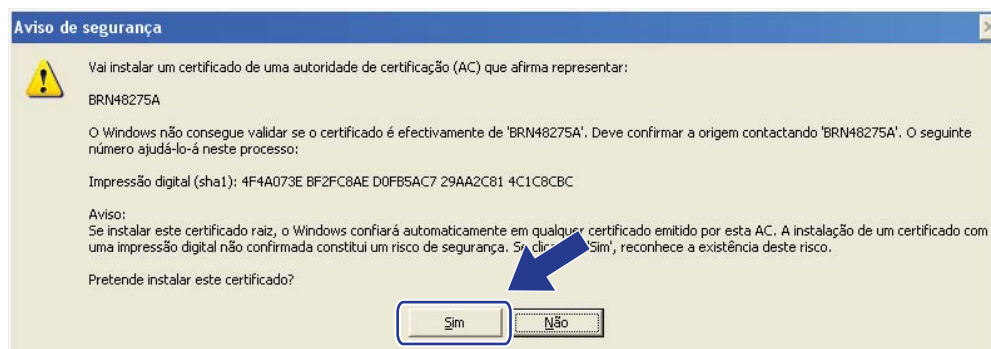 Aviso de segurança
Vai instalar um certificado de uma autoridade de certificação (AC) que afirma representar:
BRN48275A
O Windows não consegue validar se o certificado é efectivamente de 'BRN48275A'. Deve confirmar a origem contactando 'BRN48275A'. O seguinte
número ajudá-lo-á neste processo:
Impressão digital (sha1): 4F4A073E BF2FC8AE D0FB5AC7 29AA2C81 4C1C8CBC
Aviso:
Se instalar este certificado raiz, o Windows confiará automaticamente em qualquer certificado emitido por esta AC. A instalação de um certificado com
uma impressão digital não confirmada constitui um risco de segurança. Se 'Sim', reconhece a existência deste risco.
Pretende instalar este certificado?
Sim Não